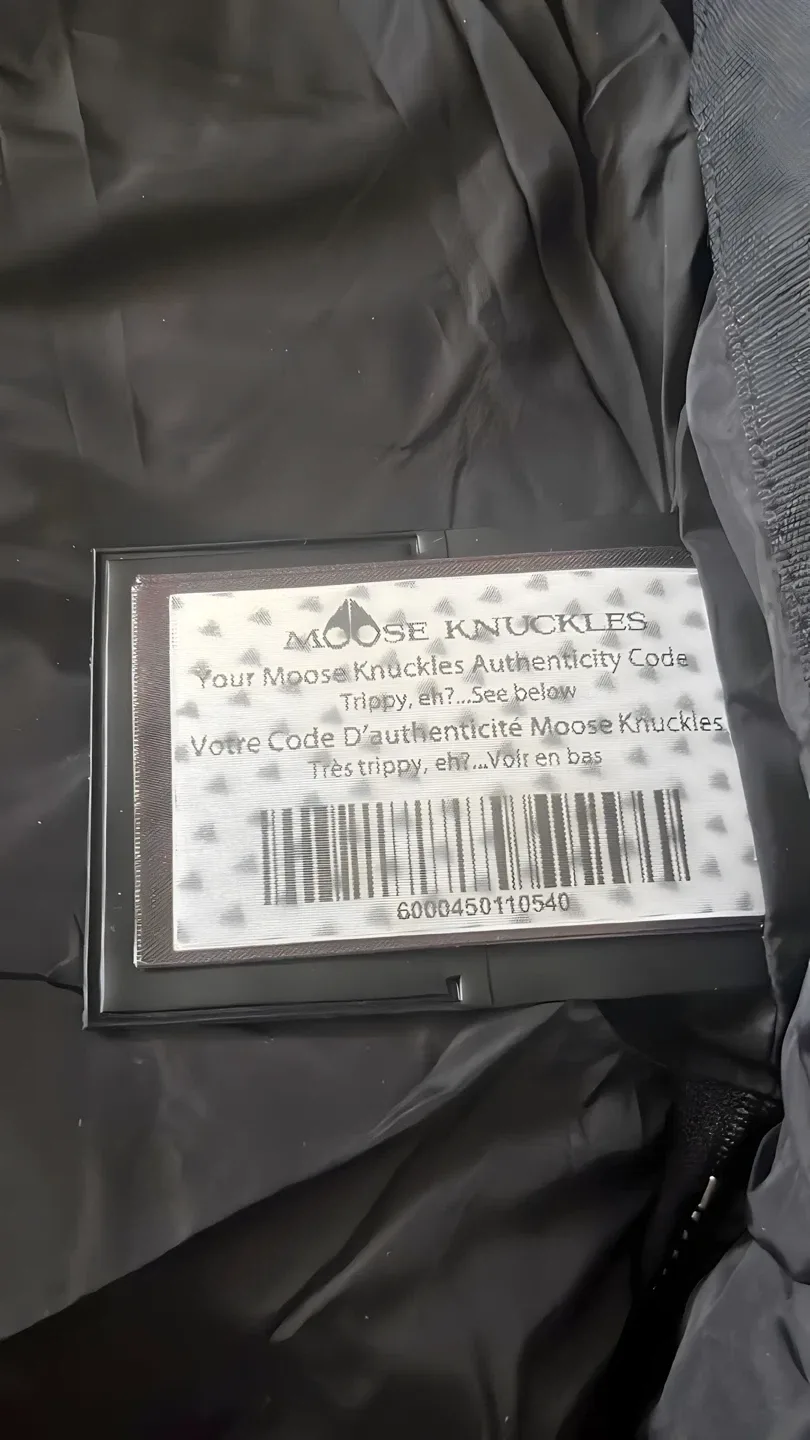 MOOSE KNUCKLES
Your Moose Knuckles Authenticity Code
Trippy, eh?...See below
Votre Code D'authenticité Moose Knuckles
Très trippy, eh?...Voir en bas
6000450110540